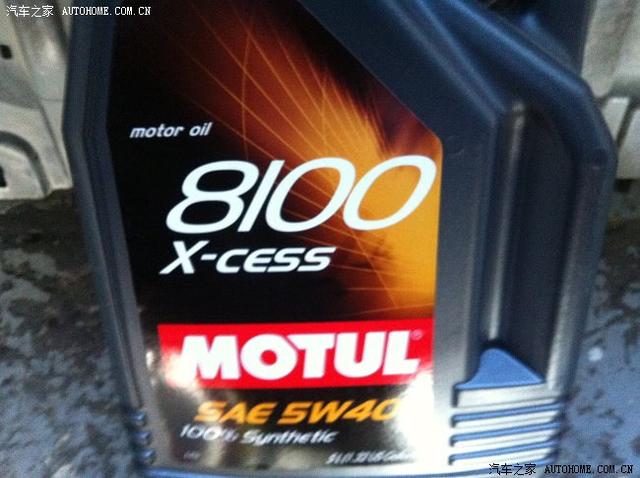 汽车之家 AUTOHOME.COM.CN
motor oil
8100
X-cess
MOTUL®
SAE 5W40
100% Synthetic
汽车之家 AUTOHOME.COM.CN